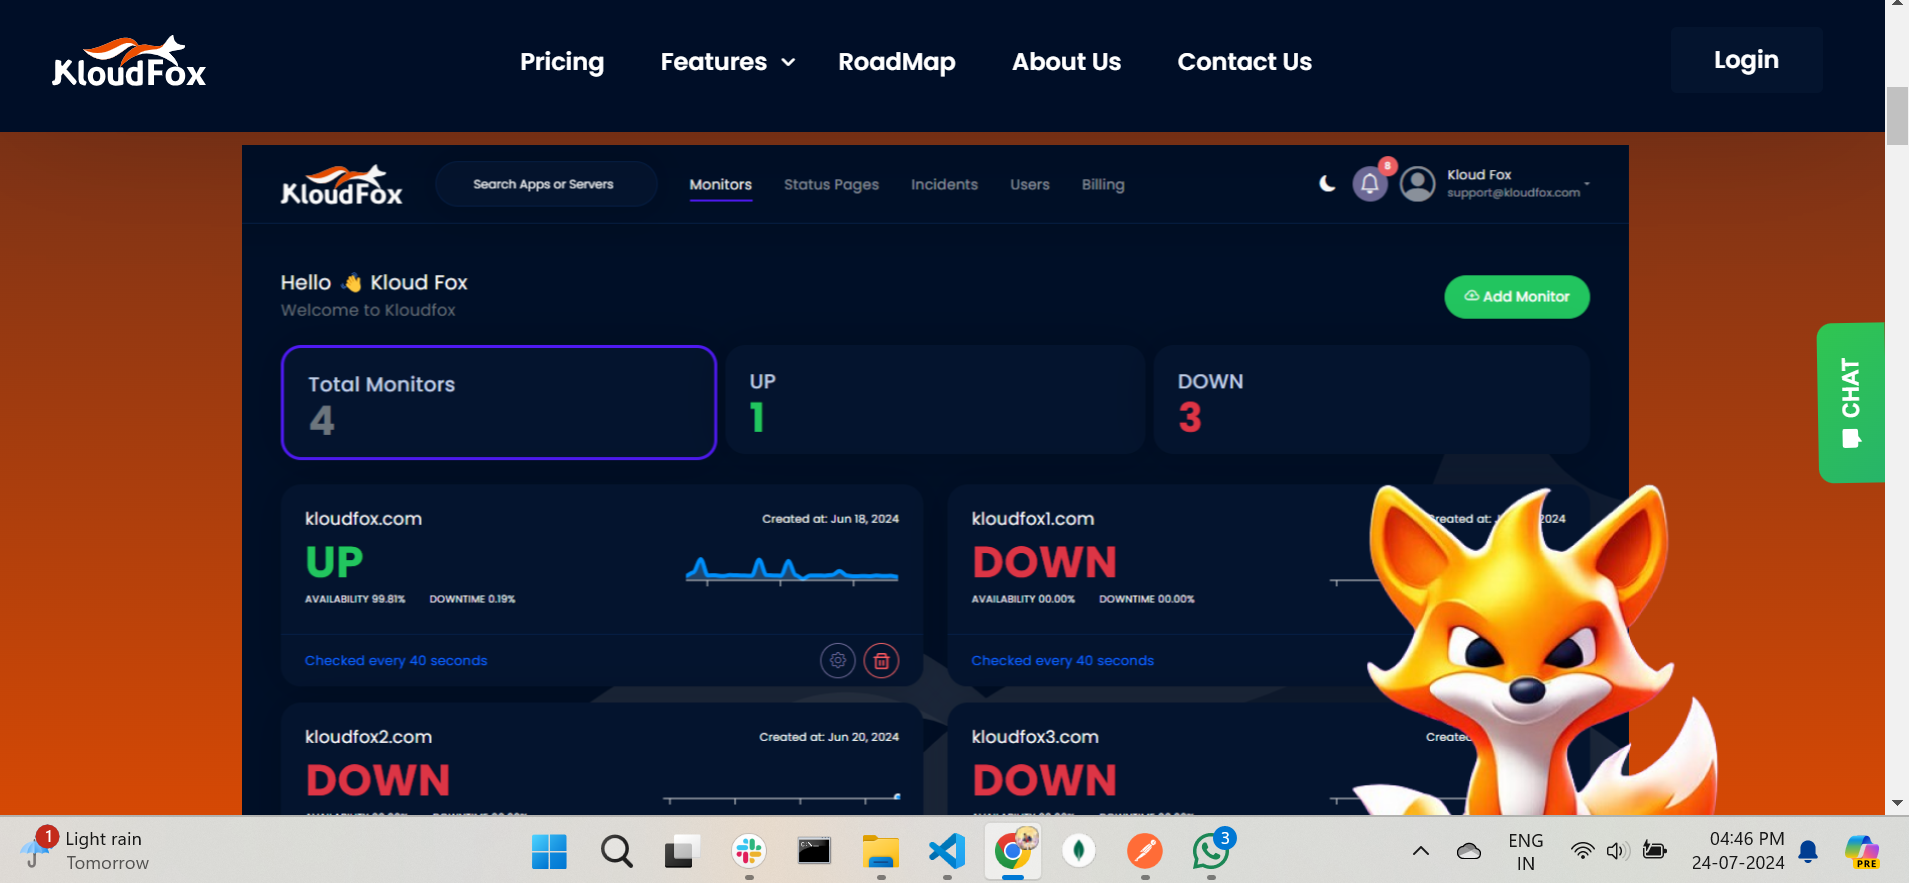 KloudFox
Pricing
Features
RoadMap
About Us
Contact Us
Login
KloudFox
Search Apps or Servers
Monitors
Status Pages
Incidents
Users
Billing
8
Kloud Fox
support@kloudfox.com
Hello 👋 Kloud Fox
Welcome to Kloudfox
Add Monitor
Total Monitors
4
UP
1
DOWN
3
CHAT
kloudfox.com
Created at: Jun 18, 2024
UP
AVAILABILITY 99.81%
DOWNTIME 0.19%
Checked every 40 seconds
kloudfox1.com
reated at:
2024
DOWN
AVAILABILITY 00.00%
DOWNTIME 00.00%
Checked every 40 seconds
kloudfox2.com
Created at: Jun 20, 2024
DOWN
kloudfox3.com
Created
DOWN
1
Light rain
Tomorrow
3
ENG
IN
04:46 PM
24-07-2024
PRE